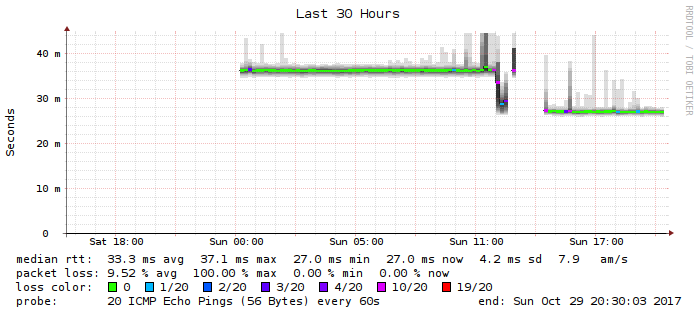 Last 30 Hours
RRDTOOL / TOBI OETIKER
Seconds
40 m
30 m
20 m
10 m
0
Sat 18:00 Sun 00:00 Sun 05:00 Sun 11:00 Sun 17:00
median rtt: 33.3 ms avg 37.1 ms max 27.0 ms min 27.0 ms now 4.2 ms sd 7.9 am/s
packet loss: 9.52 % avg 100.00 % max 0.00 % min 0.00 % now
loss color: 0 1/20 2/20 3/20 4/20 10/20 19/20
probe: 20 ICMP Echo Pings (56 Bytes) every 60s end: Sun Oct 29 20:30:03 2017